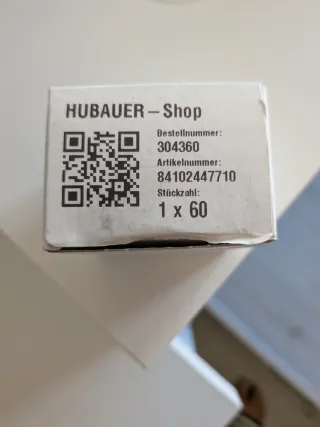 HUBAUER – Shop
Bestellnummer:
304360
Artikelnummer:
84102447710
Stückzahl:
1 x 60